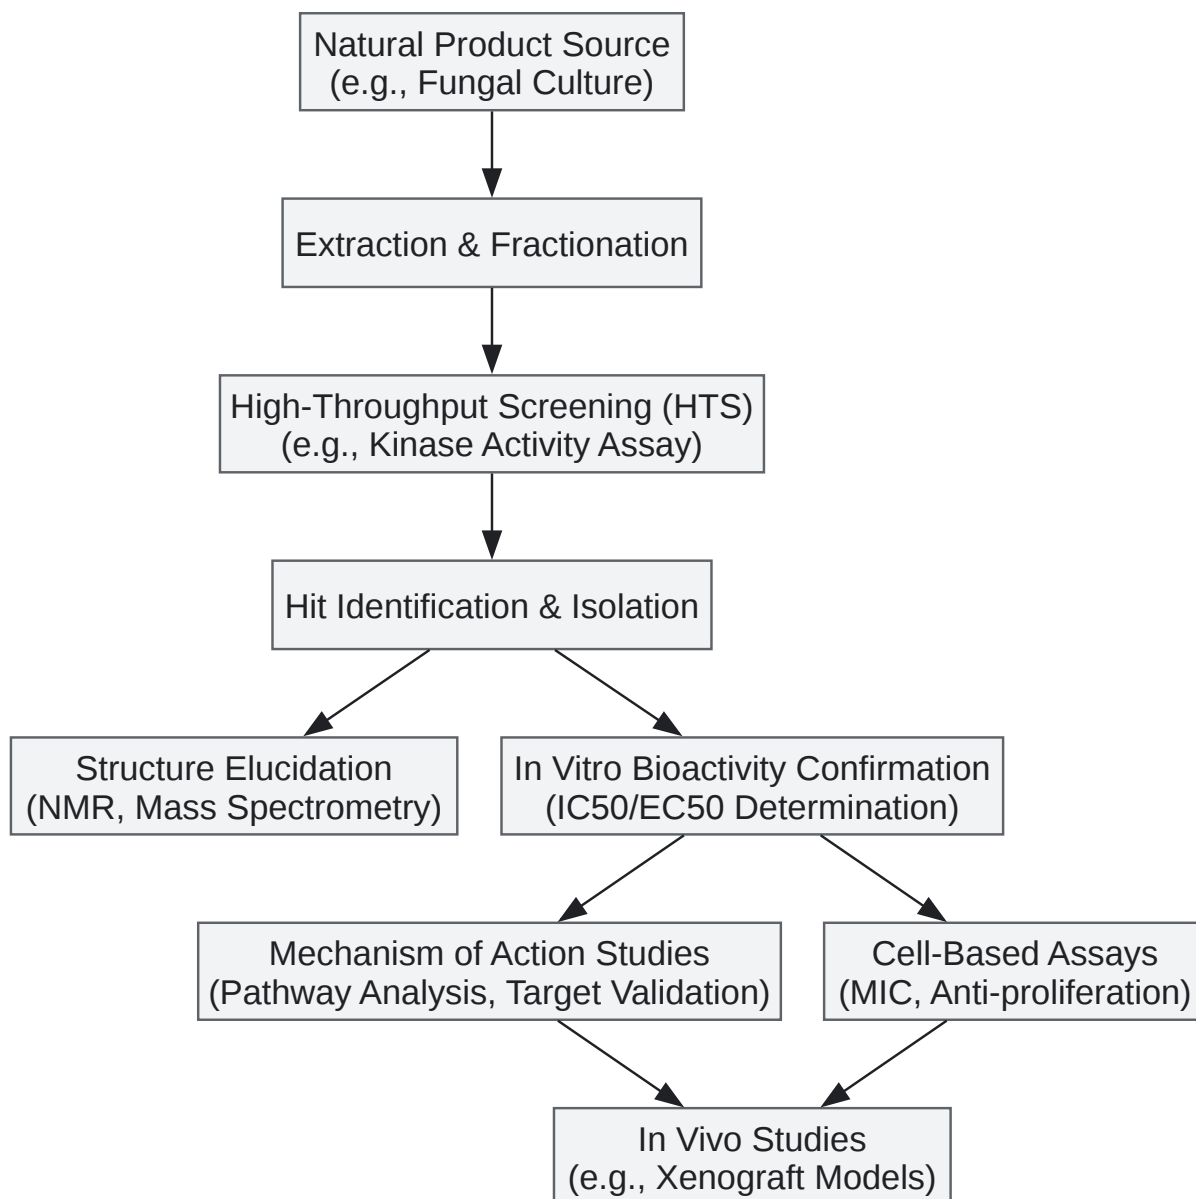 Natural Product Source
(e.g., Fungal Culture)
Extraction & Fractionation
High-Throughput Screening (HTS)
(e.g., Kinase Activity Assay)
Hit Identification & Isolation
Structure Elucidation
(NMR, Mass Spectrometry)
In Vitro Bioactivity Confirmation
(IC50/EC50 Determination)
Mechanism of Action Studies
(Pathway Analysis, Target Validation)
Cell-Based Assays
(MIC, Anti-proliferation)
In Vivo Studies
(e.g., Xenograft Models)